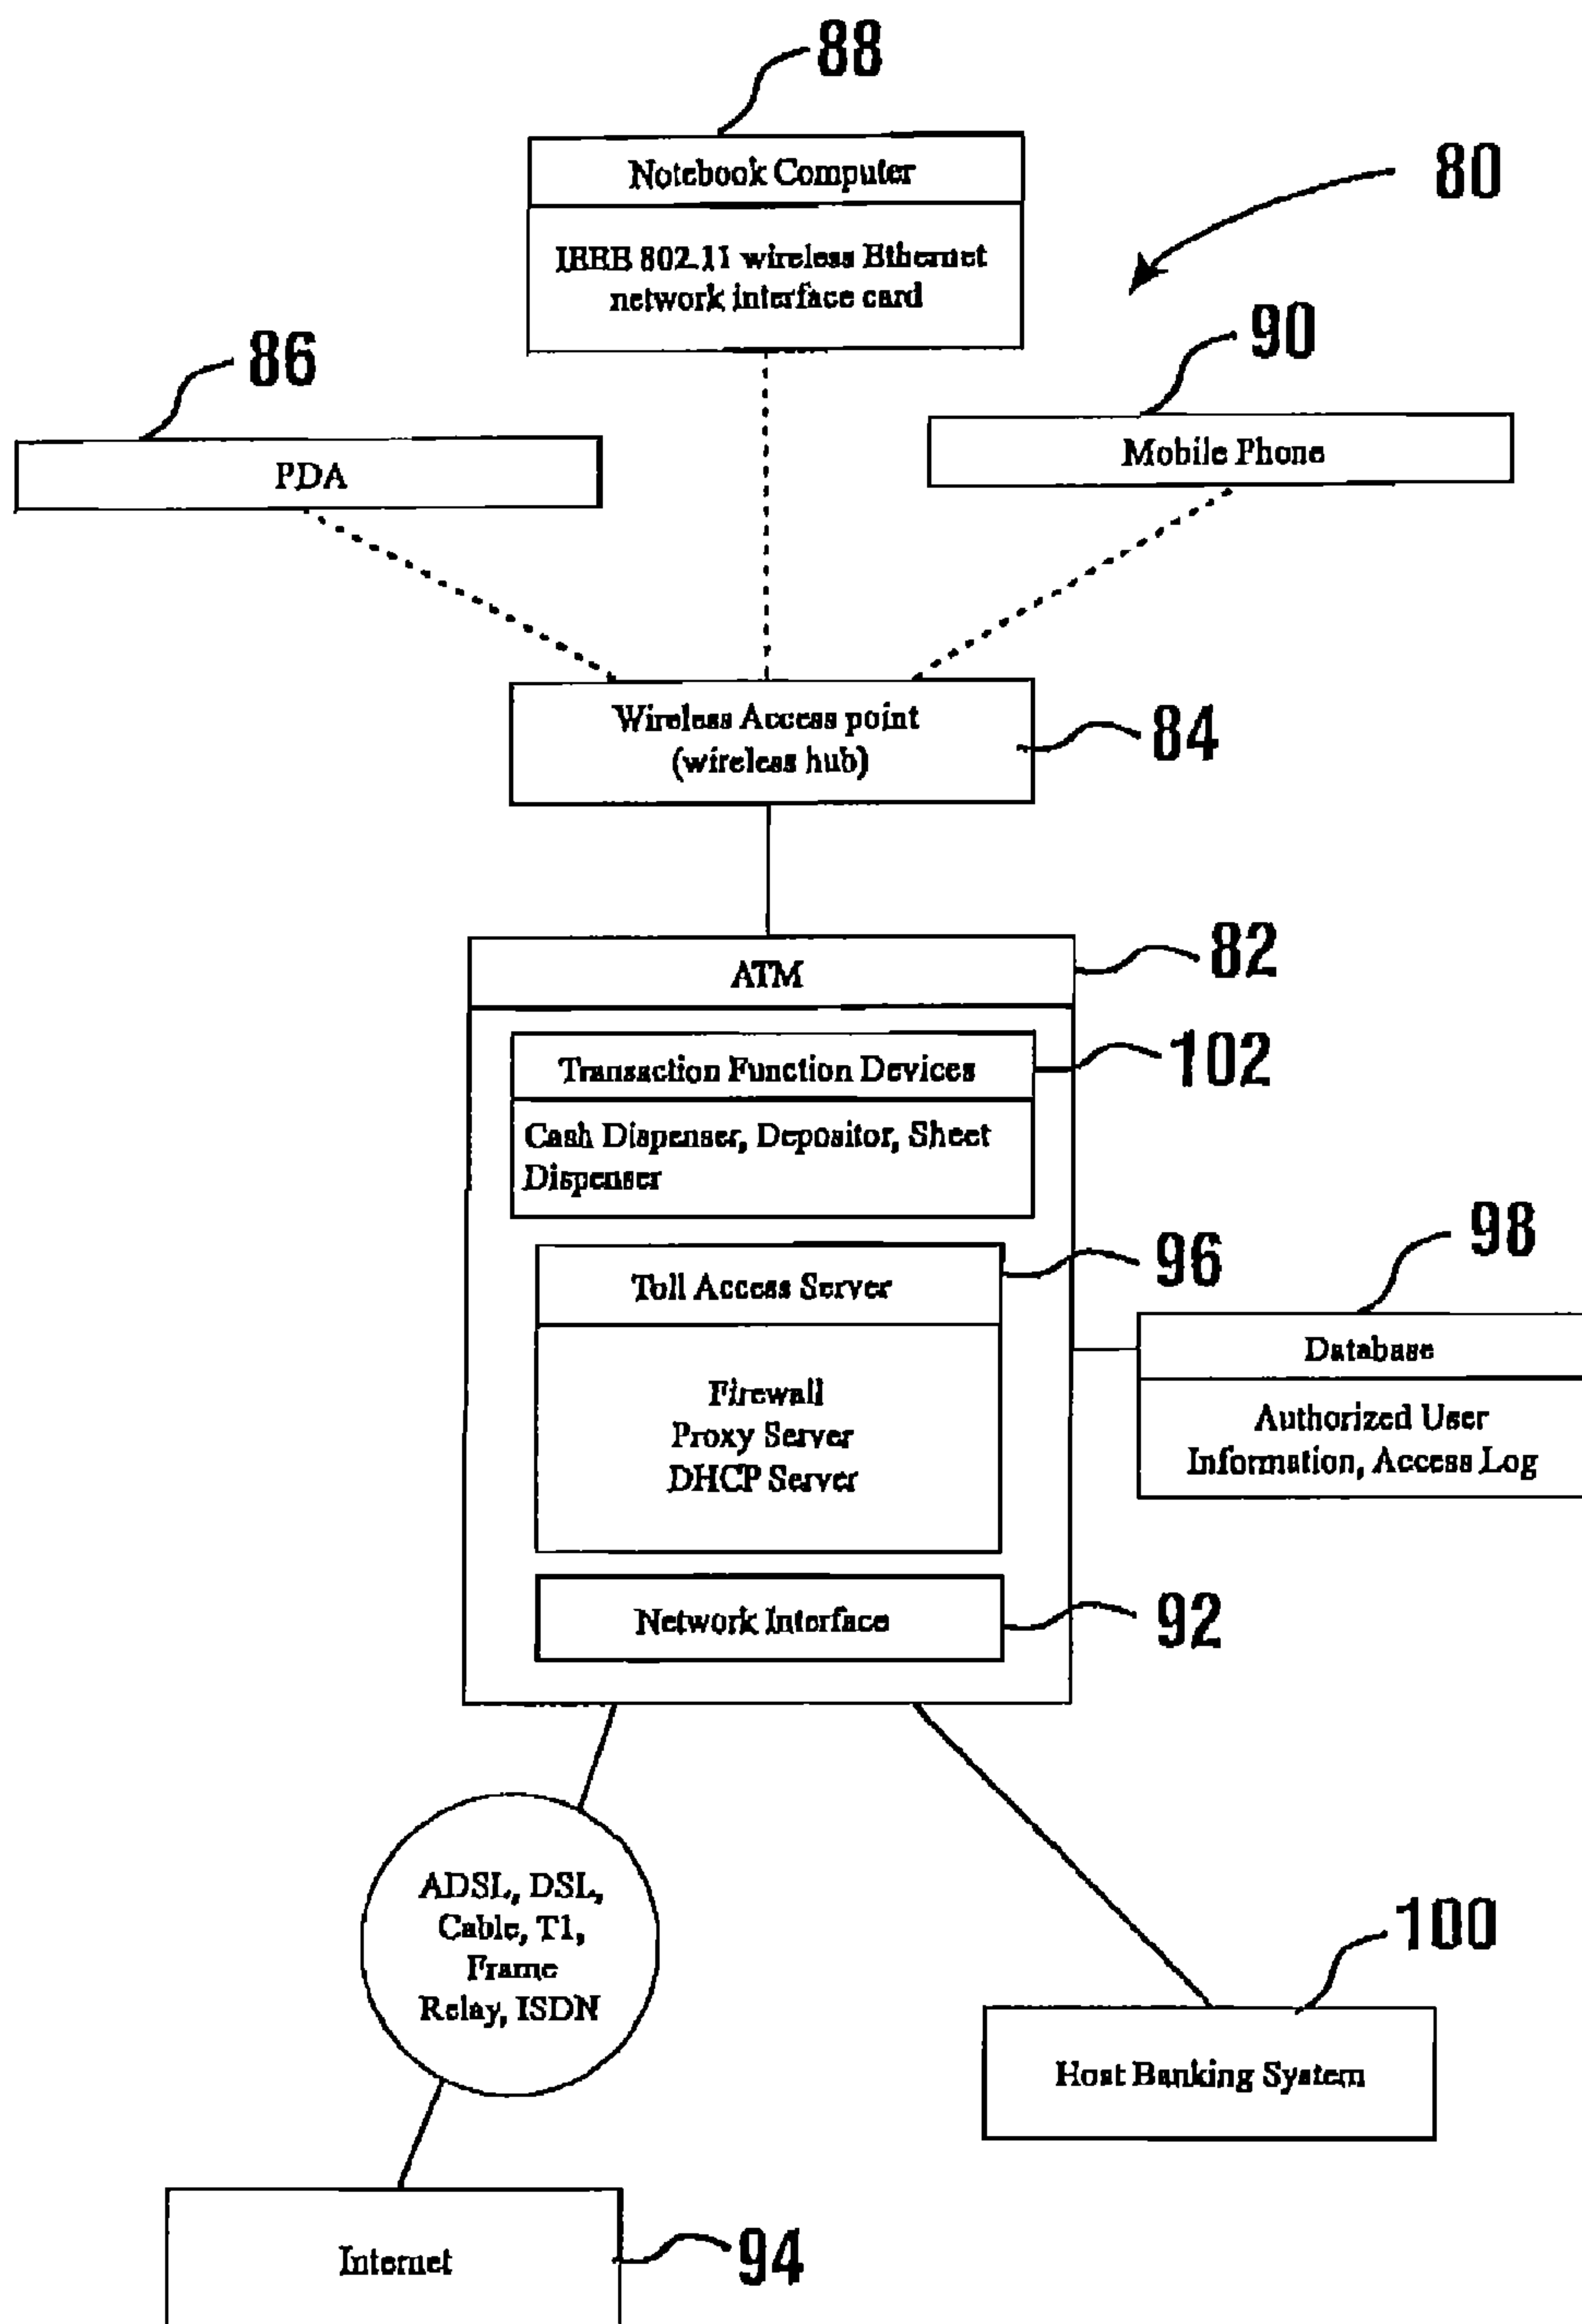 88
Notebook Computer
80
IEEE 802.11 wireless Ethernet
network interface card
86
90
PDA
Mobile Phone
Wireless Access point
(wireless hub)
84
82
ATM
102
Transaction Function Devices
Cash Dispenser, Depositor, Sheet
Dispenser
96
98
Toll Access Server
Database
Firewall
Proxy Server
DHCP Server
Authorized User
Information, Access Log
92
Network Interface
ADSL, DSL,
Cable, T1,
Frame
Relay, ISDN
100
Host Banking System
Internet
94